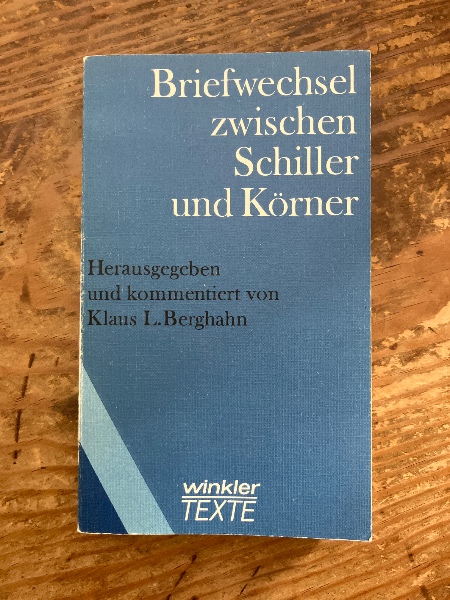 Briefwechsel
zwischen
Schiller
und Körner
Herausgegeben
und kommentiert von
Klaus L. Berghahn
winkler
TEXTE